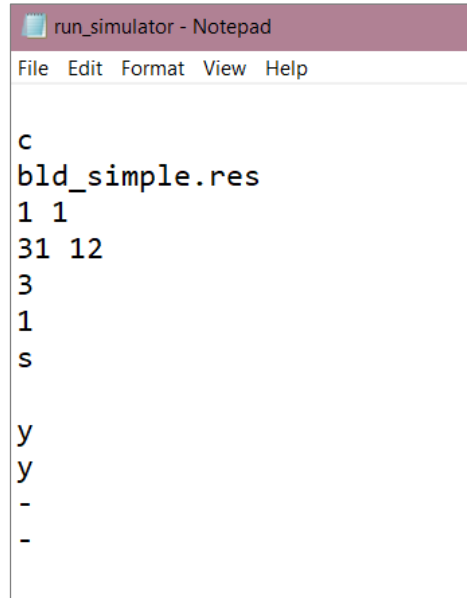 run_simulator - Notepad
File Edit Format View Help
c
bld_simple.res
1 1
31 12
3
1
s
y
y
-
-